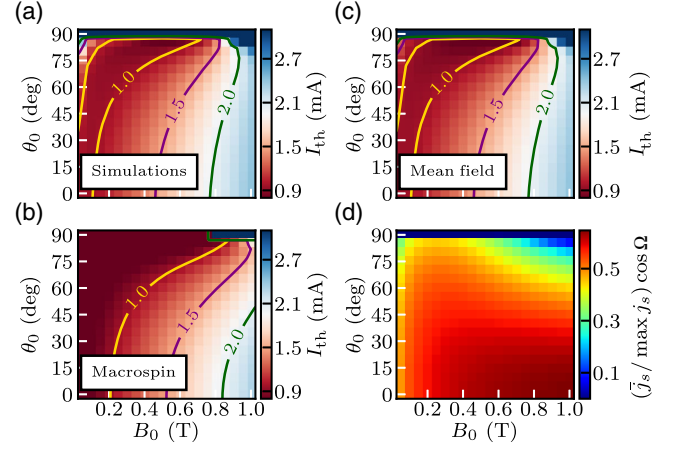 (a)
90
75
60
45
30
15
0
θ₀ (deg)
1.0
1.5
2.0
Simulations
2.7
2.1
1.5
0.9
I_th (mA)
(c)
90
75
60
45
30
15
0
θ₀ (deg)
1.0
1.5
2.0
Mean field
2.7
2.1
1.5
0.9
I_th (mA)
(b)
90
75
60
45
30
15
0
θ₀ (deg)
1.0
1.5
2.0
Macrospin
0.2 0.4 0.6 0.8 1.0
B₀ (T)
2.7
2.1
1.5
0.9
I_th (mA)
(d)
90
75
60
45
30
15
0
θ₀ (deg)
0.2 0.4 0.6 0.8 1.0
B₀ (T)
0.5
0.3
0.1
(j̄_s / max j_s) cos Ω